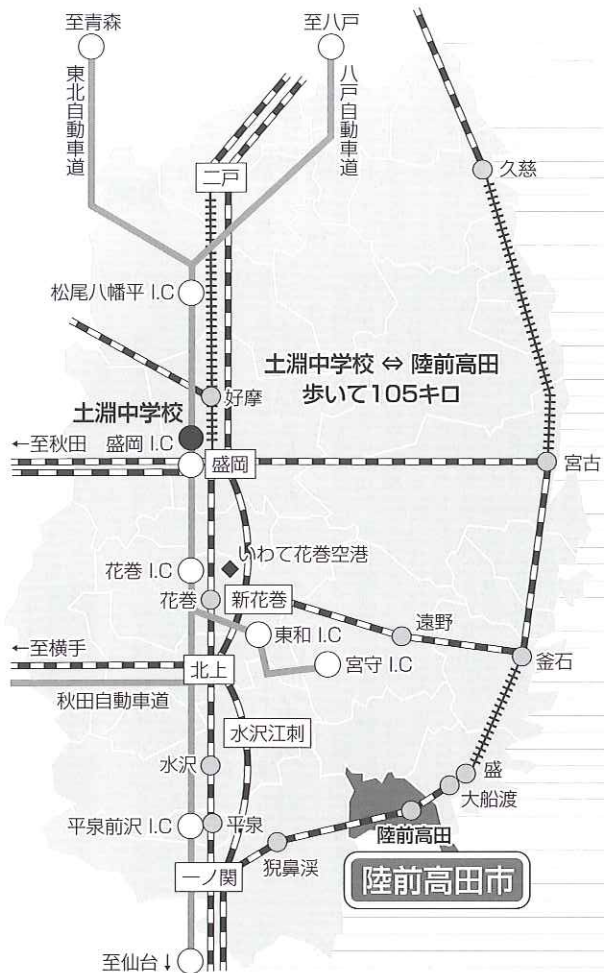 至青森
至八戸
東北自動車道
八戸自動車道
二戸
久慈
松尾八幡平 I.C
土淵中学校 ⇔ 陸前高田
歩いて105キロ
好摩
土淵中学校
←至秋田
盛岡 I.C
盛岡
宮古
いわて花巻空港
花巻 I.C
花巻
新花巻
遠野
東和 I.C
←至横手
宮守 I.C
釜石
北上
秋田自動車道
水沢江刺
水沢
盛
大船渡
平泉前沢 I.C
平泉
陸前高田
猊鼻渓
一ノ関
陸前高田市
至仙台↓